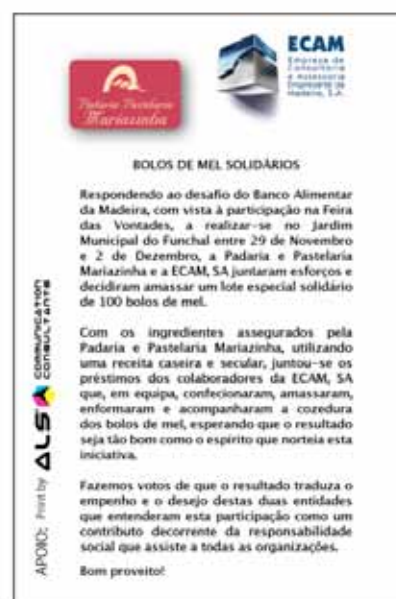 Padaria Pastelaria
Mariazinha
ECAM
Empresa de
Consultoria
e Assessoria
Empresarial da
Madeira, S.A.
BOLOS DE MEL SOLIDÁRIOS
Respondendo ao desafio do Banco Alimentar
da Madeira, com vista à participação na Feira
das Vontades, a realizar-se no Jardim
Municipal do Funchal entre 29 de Novembro
e 2 de Dezembro, a Padaria e Pastelaria
Mariazinha e a ECAM, SA juntaram esforços e
decidiram amassar um lote especial solidário
de 100 bolos de mel.
Com os ingredientes assegurados pela
Padaria e Pastelaria Mariazinha, utilizando
uma receita caseira e secular, juntou-se os
préstimos dos colaboradores da ECAM, SA
que, em equipa, confecionaram, amassaram,
enformaram e acompanharam a cozedura
dos bolos de mel, esperando que o resultado
seja tão bom como o espírito que norteia esta
iniciativa.
Fazemos votos de que o resultado traduza o
empenho e o desejo destas duas entidades
que entenderam esta participação como um
contributo decorrente da responsabilidade
social que assiste a todas as organizações.
Bom proveito!
APOIO: Print by ALS COMMUNICATION
CONSULTANTS